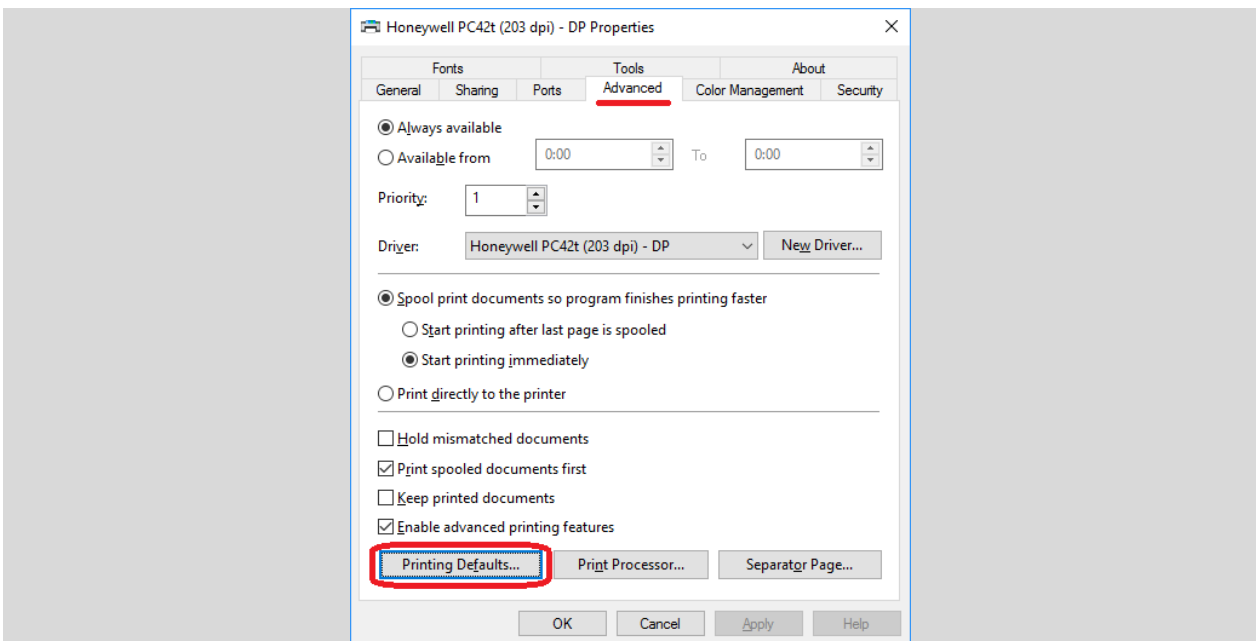 Honeywell PC42t (203 dpi) - DP Properties
Fonts Tools About
General Sharing Ports Advanced Color Management Security
Always available
Available from 0:00 To 0:00
Priority: 1
Driver: Honeywell PC42t (203 dpi) - DP New Driver...
Spool print documents so program finishes printing faster
Start printing after last page is spooled
Start printing immediately
Print directly to the printer
Hold mismatched documents
Print spooled documents first
Keep printed documents
Enable advanced printing features
Printing Defaults... Print Processor... Separator Page...
OK Cancel Apply Help